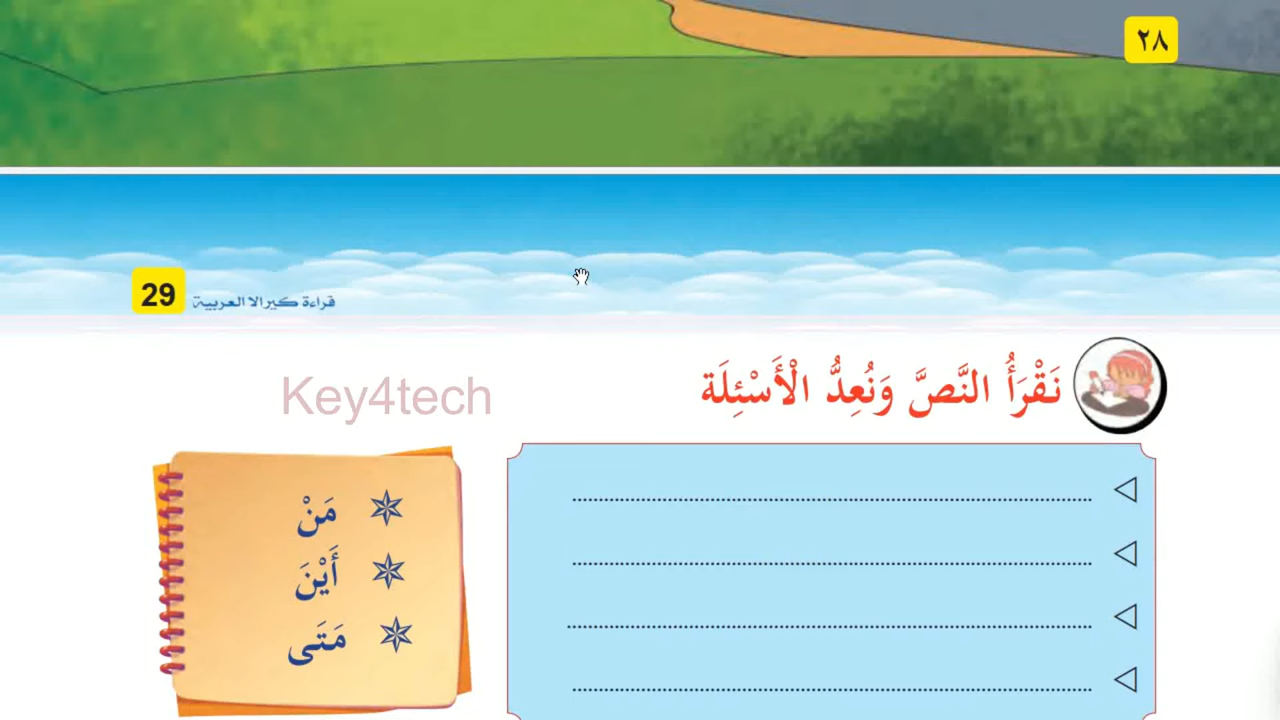 ٢٨
29 قراءة كيرالا العربية
نَقْرَأُ النَّصَّ وَنُعِدُّ الْأَسْئِلَة
Key4tech
مَنْ
أَيْنَ
مَتَى